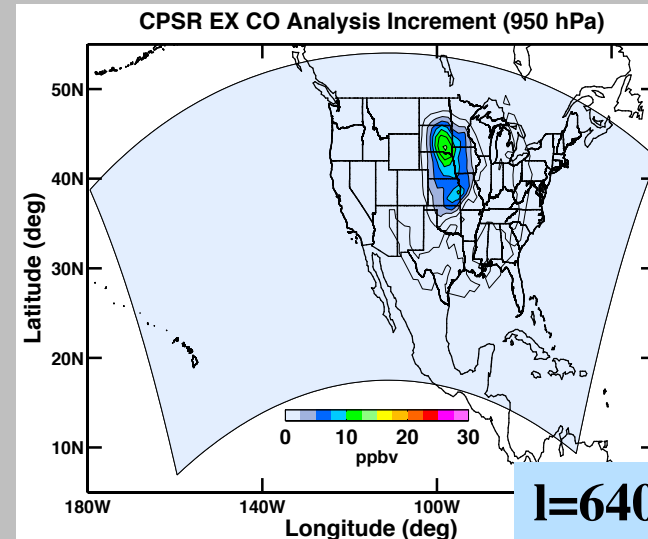 CPSR EX CO Analysis Increment (950 hPa)
50N
40N
30N
20N
10N
Latitude (deg)
0 10 20 30
ppbv
180W 140W 100W
Longitude (deg)
l=640